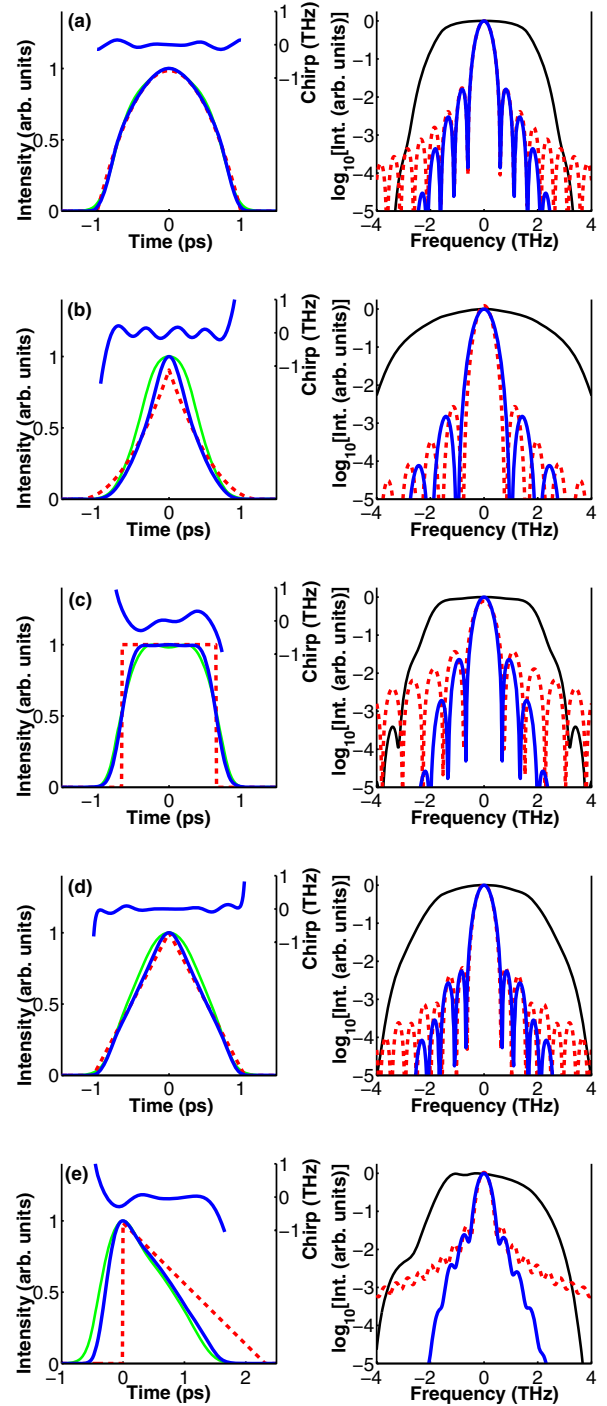 (a)
Intensity (arb. units)
1
0.5
0
−1 0 1
Time (ps)
1
0
−1
Chirp (THz)
log10[Int. (arb. units)]
0
−1
−2
−3
−4
−5
−4 −2 0 2 4
Frequency (THz)
(b)
Intensity (arb. units)
1
0.5
0
−1 0 1
Time (ps)
1
0
−1
Chirp (THz)
log10[Int. (arb. units)]
0
−1
−2
−3
−4
−5
−4 −2 0 2 4
Frequency (THz)
(c)
Intensity (arb. units)
1
0.5
0
−1 0 1
Time (ps)
1
0
−1
Chirp (THz)
log10[Int. (arb. units)]
0
−1
−2
−3
−4
−5
−4 −2 0 2 4
Frequency (THz)
(d)
Intensity (arb. units)
1
0.5
0
−1 0 1
Time (ps)
1
0
−1
Chirp (THz)
log10[Int. (arb. units)]
0
−1
−2
−3
−4
−5
−4 −2 0 2 4
Frequency (THz)
(e)
Intensity (arb. units)
1
0.5
0
−1 0 1 2
Time (ps)
1
0
−1
Chirp (THz)
log10[Int. (arb. units)]
0
−1
−2
−3
−4
−5
−4 −2 0 2 4
Frequency (THz)